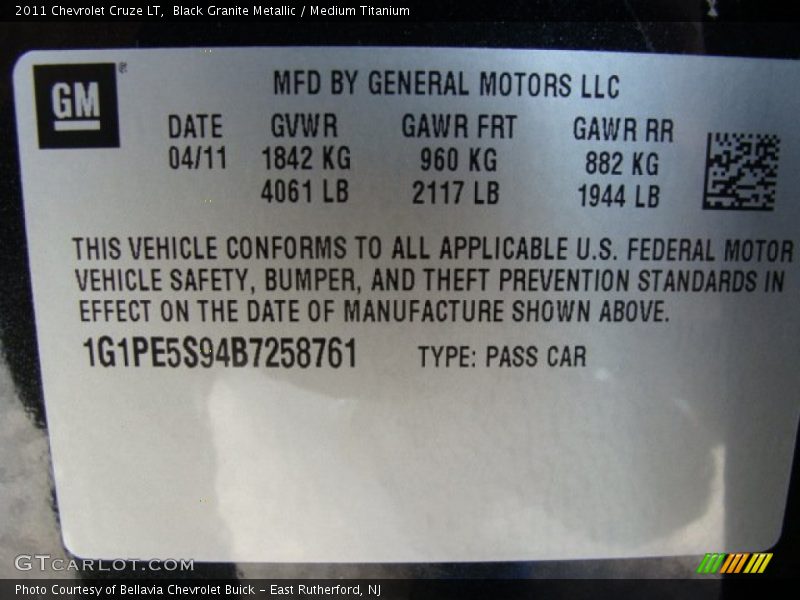 2011 Chevrolet Cruze LT, Black Granite Metallic / Medium Titanium
GM®
MFD BY GENERAL MOTORS LLC
DATE GVWR GAWR FRT GAWR RR
04/11 1842 KG 960 KG 882 KG
4061 LB 2117 LB 1944 LB
THIS VEHICLE CONFORMS TO ALL APPLICABLE U.S. FEDERAL MOTOR
VEHICLE SAFETY, BUMPER, AND THEFT PREVENTION STANDARDS IN
EFFECT ON THE DATE OF MANUFACTURE SHOWN ABOVE.
1G1PE5S94B7258761 TYPE: PASS CAR
GTCARLOT.COM
Photo Courtesy of Bellavia Chevrolet Buick – East Rutherford, NJ